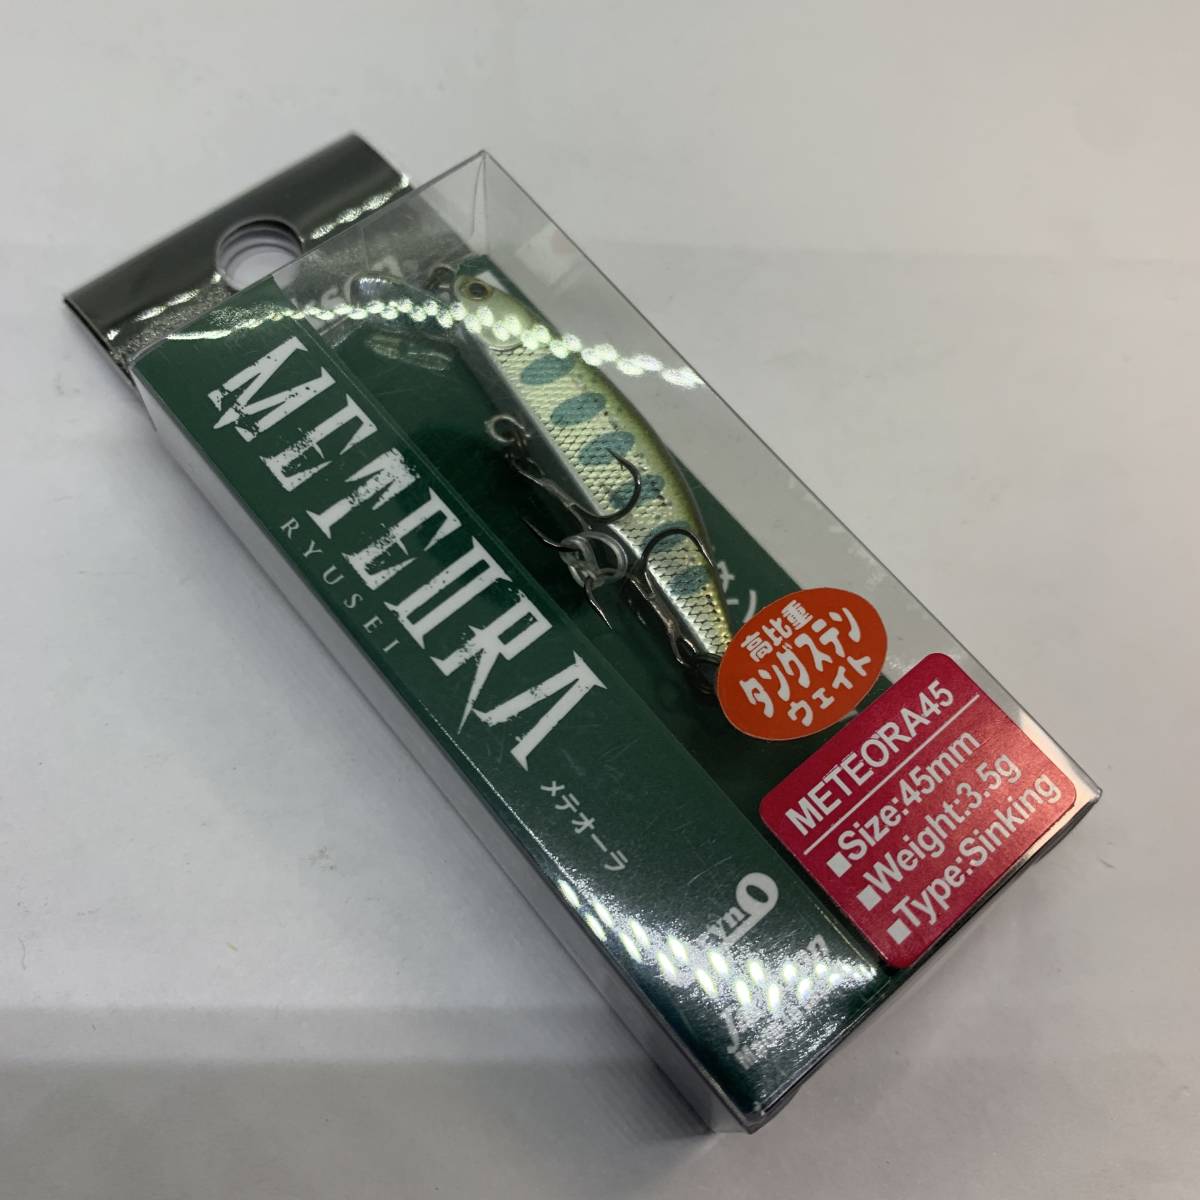 METEORA
RYUSEI
メテオーラ
高比重
タングステン
ウェイト
METEORA45
■Size:45mm
■Weight:3.5g
■Type:Sinking